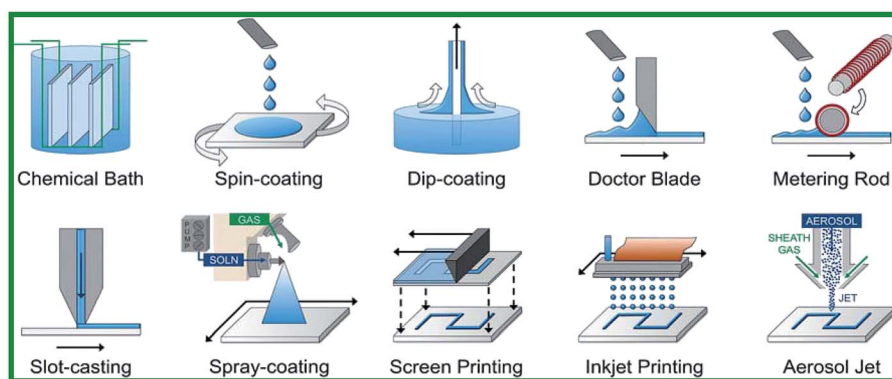 Chemical Bath
Spin-coating
Dip-coating
Doctor Blade
Metering Rod
PUMP
GAS
SOLN
AEROSOL
SHEATH
GAS
JET
Slot-casting
Spray-coating
Screen Printing
Inkjet Printing
Aerosol Jet